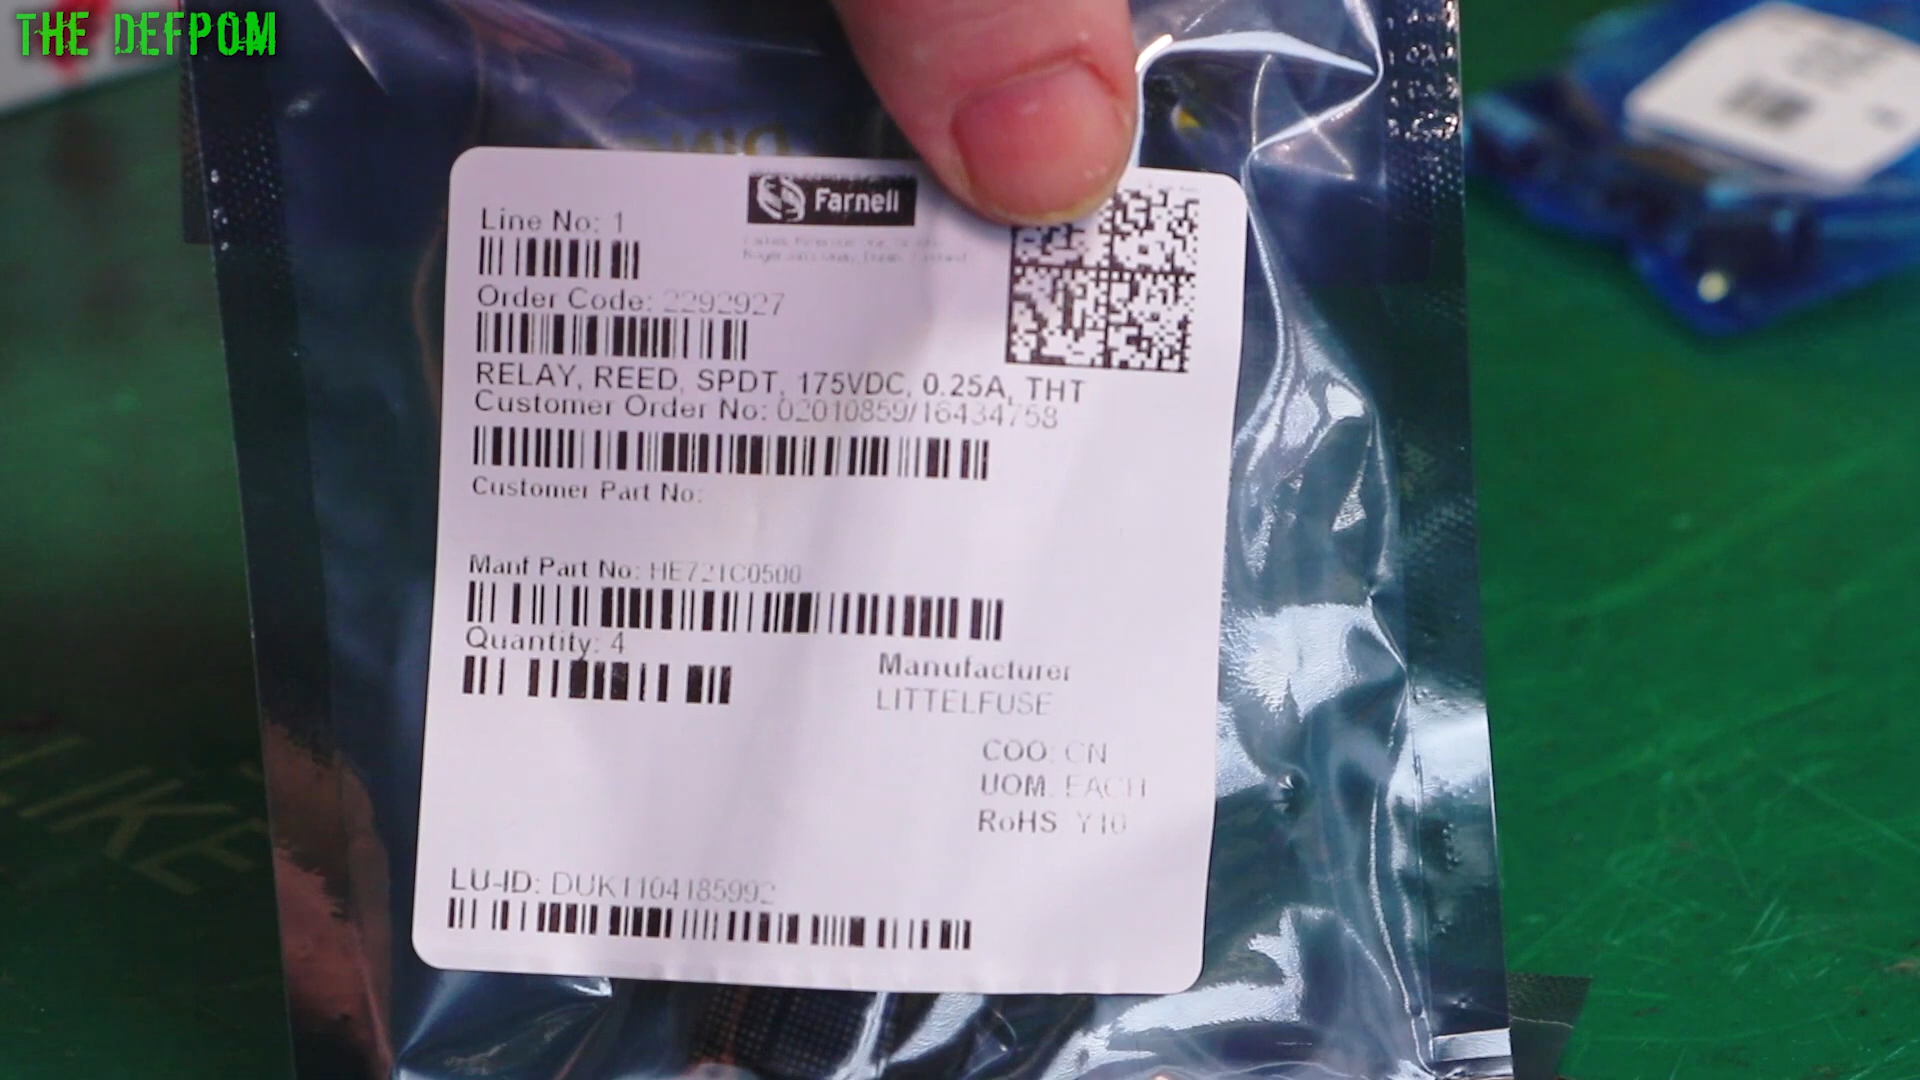 THE DEFPOM
Farnell
Line No: 1
Order Code: 2292927
RELAY, REED, SPDT, 175VDC, 0.25A, THT
Customer Order No: 02010859/16434758
Customer Part No:
Manf Part No: HE721C0500
Quantity: 4
Manufacturer
LITTELFUSE
COO: CN
UOM: EACH
RoHS: Y10
LU-ID: DUK1104185992
LIKE